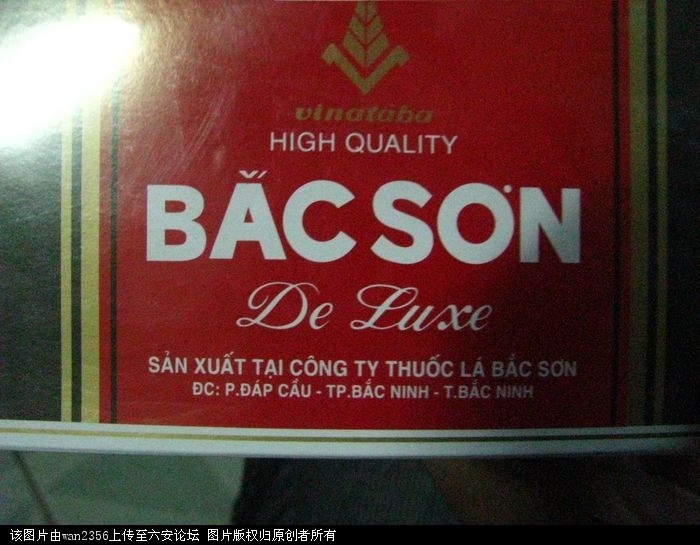 vinataba
HIGH QUALITY
BẮC SƠN
De Luxe
SẢN XUẤT TẠI CÔNG TY THUỐC LÁ BẮC SƠN
ĐC: P.ĐÁP CẦU - TP.BẮC NINH - T.BẮC NINH
该图片由wan2356上传至六安论坛 图片版权归原创者所有